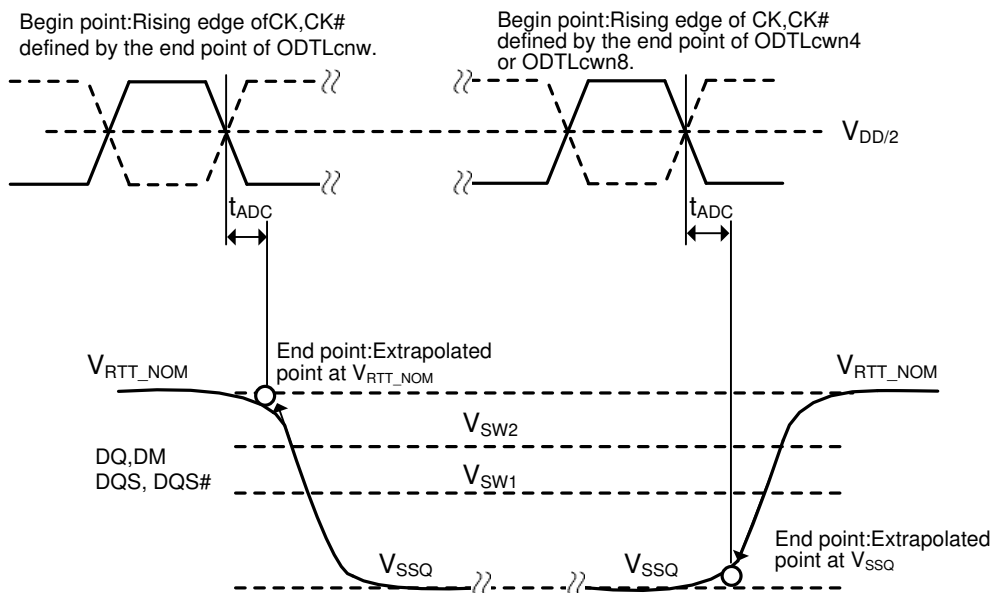 Begin point:Rising edge ofCK,CK#
defined by the end point of ODTLcnw.
Begin point:Rising edge of CK,CK#
defined by the end point of ODTLcwn4
or ODTLcwn8.
VDD/2
tADC
tADC
End point:Extrapolated
point at VRTT_NOM
VRTT_NOM
VRTT_NOM
VSW2
DQ,DM
DQS, DQS#
VSW1
End point:Extrapolated
point at VSSQ
VSSQ
VSSQ